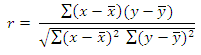 r = Σ(x − x̅)(y − y̅) / √Σ(x − x̅)² Σ(y − y̅)²